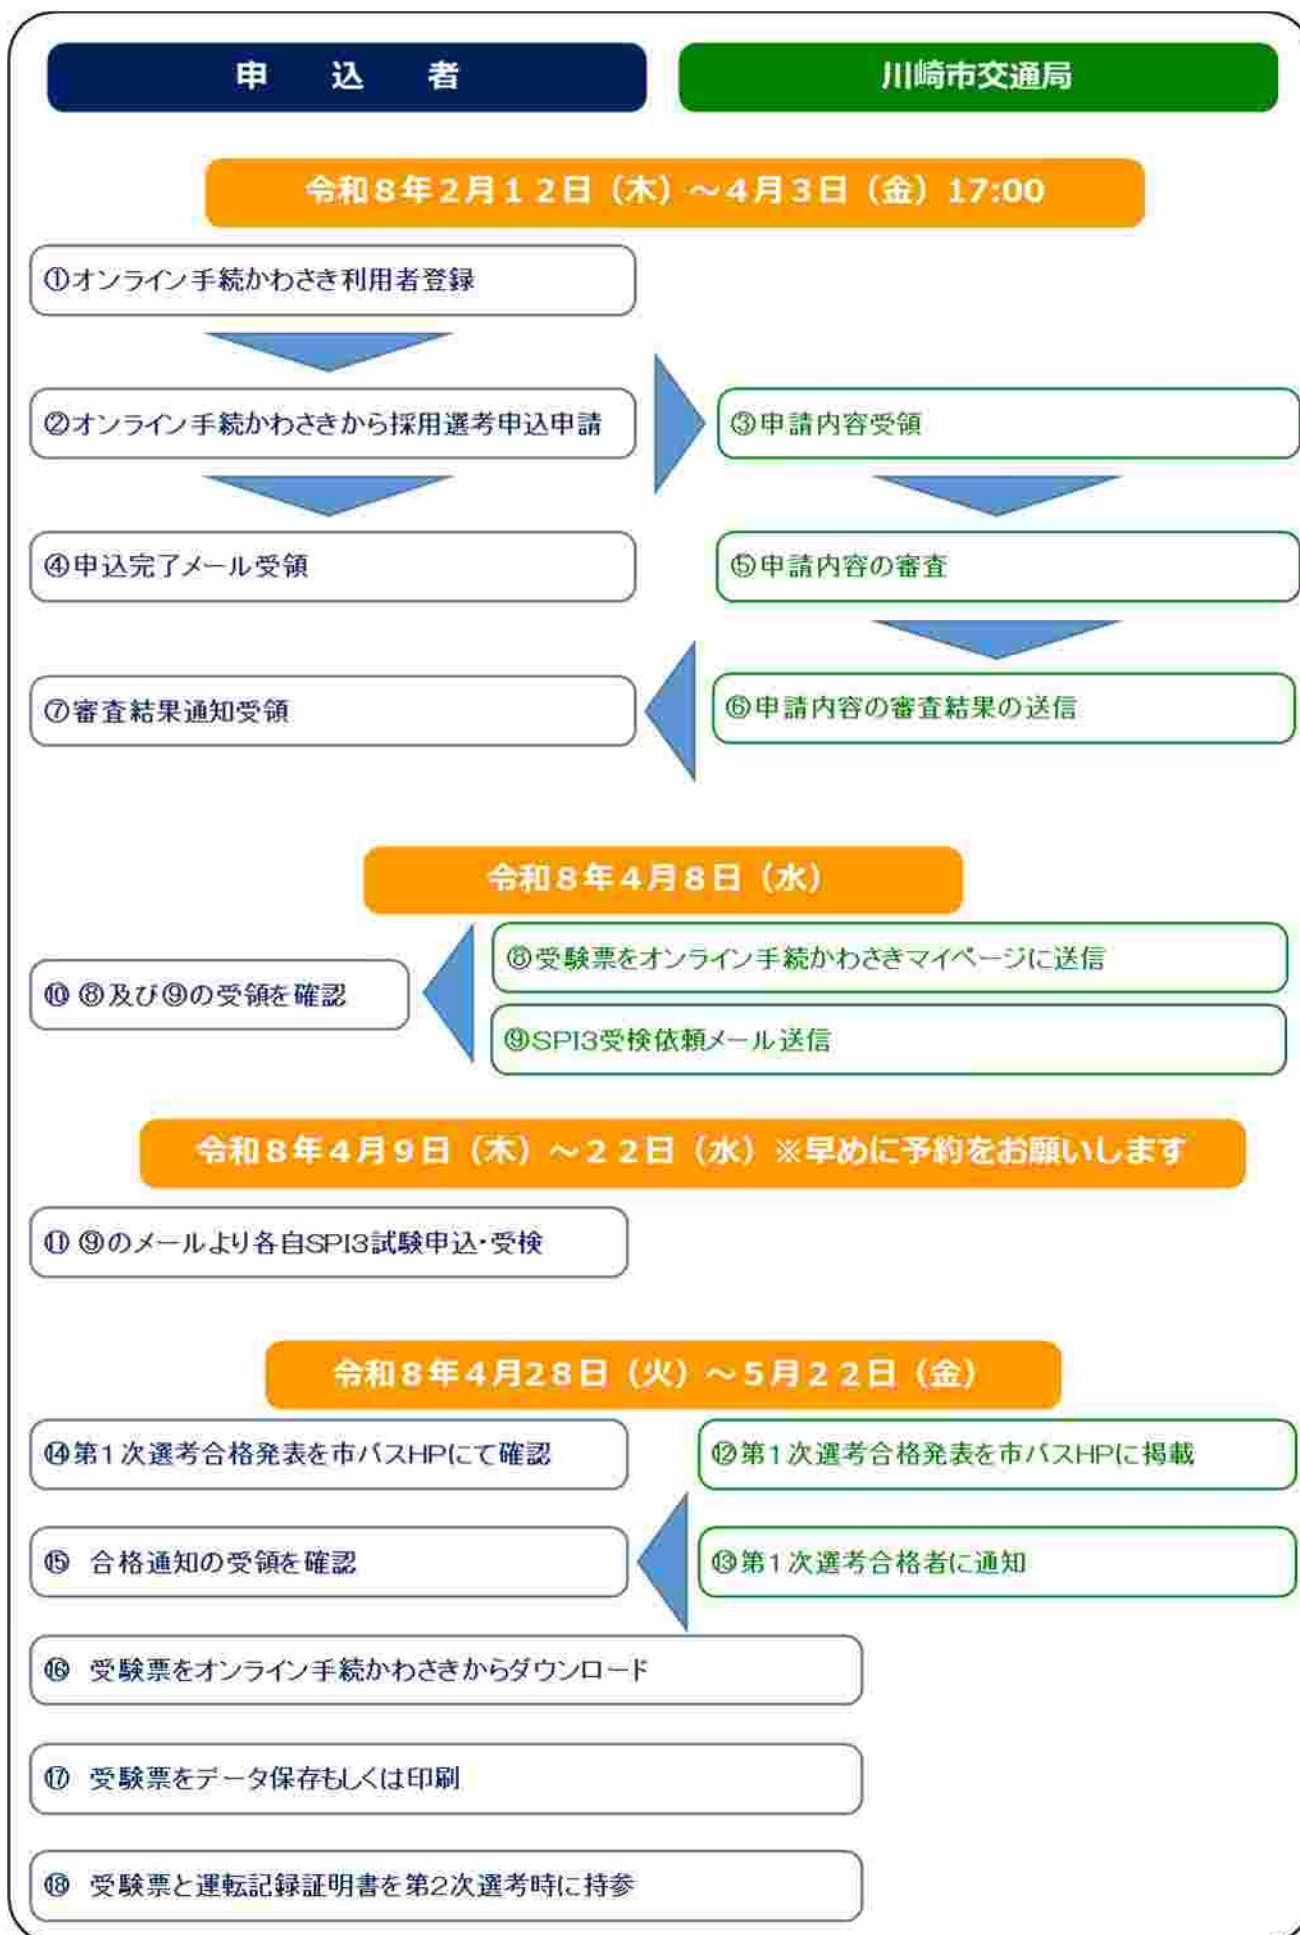 申　込　者
川崎市交通局
令和８年２月１２日（木）～４月３日（金）17:00
①オンライン手続かわさき利用者登録
②オンライン手続かわさきから採用選考申込申請
③申請内容受領
④申込完了メール受領
⑤申請内容の審査
⑦審査結果通知受領
⑥申請内容の審査結果の送信
令和８年４月８日（水）
⑧受験票をオンライン手続かわさきマイページに送信
⑩ ⑧及び⑨の受領を確認
⑨SPI3受検依頼メール送信
令和８年４月９日（木）～２２日（水）※早めに予約をお願いします
⑪ ⑨のメールより各自SPI3試験申込・受検
令和８年４月28日（火）～５月２２日（金）
⑭第１次選考合格発表を市バスHPにて確認
⑫第１次選考合格発表を市バスHPに掲載
⑮ 合格通知の受領を確認
⑬第１次選考合格者に通知
⑯ 受験票をオンライン手続かわさきからダウンロード
⑰ 受験票をデータ保存もしくは印刷
⑱ 受験票と運転記録証明書を第2次選考時に持参